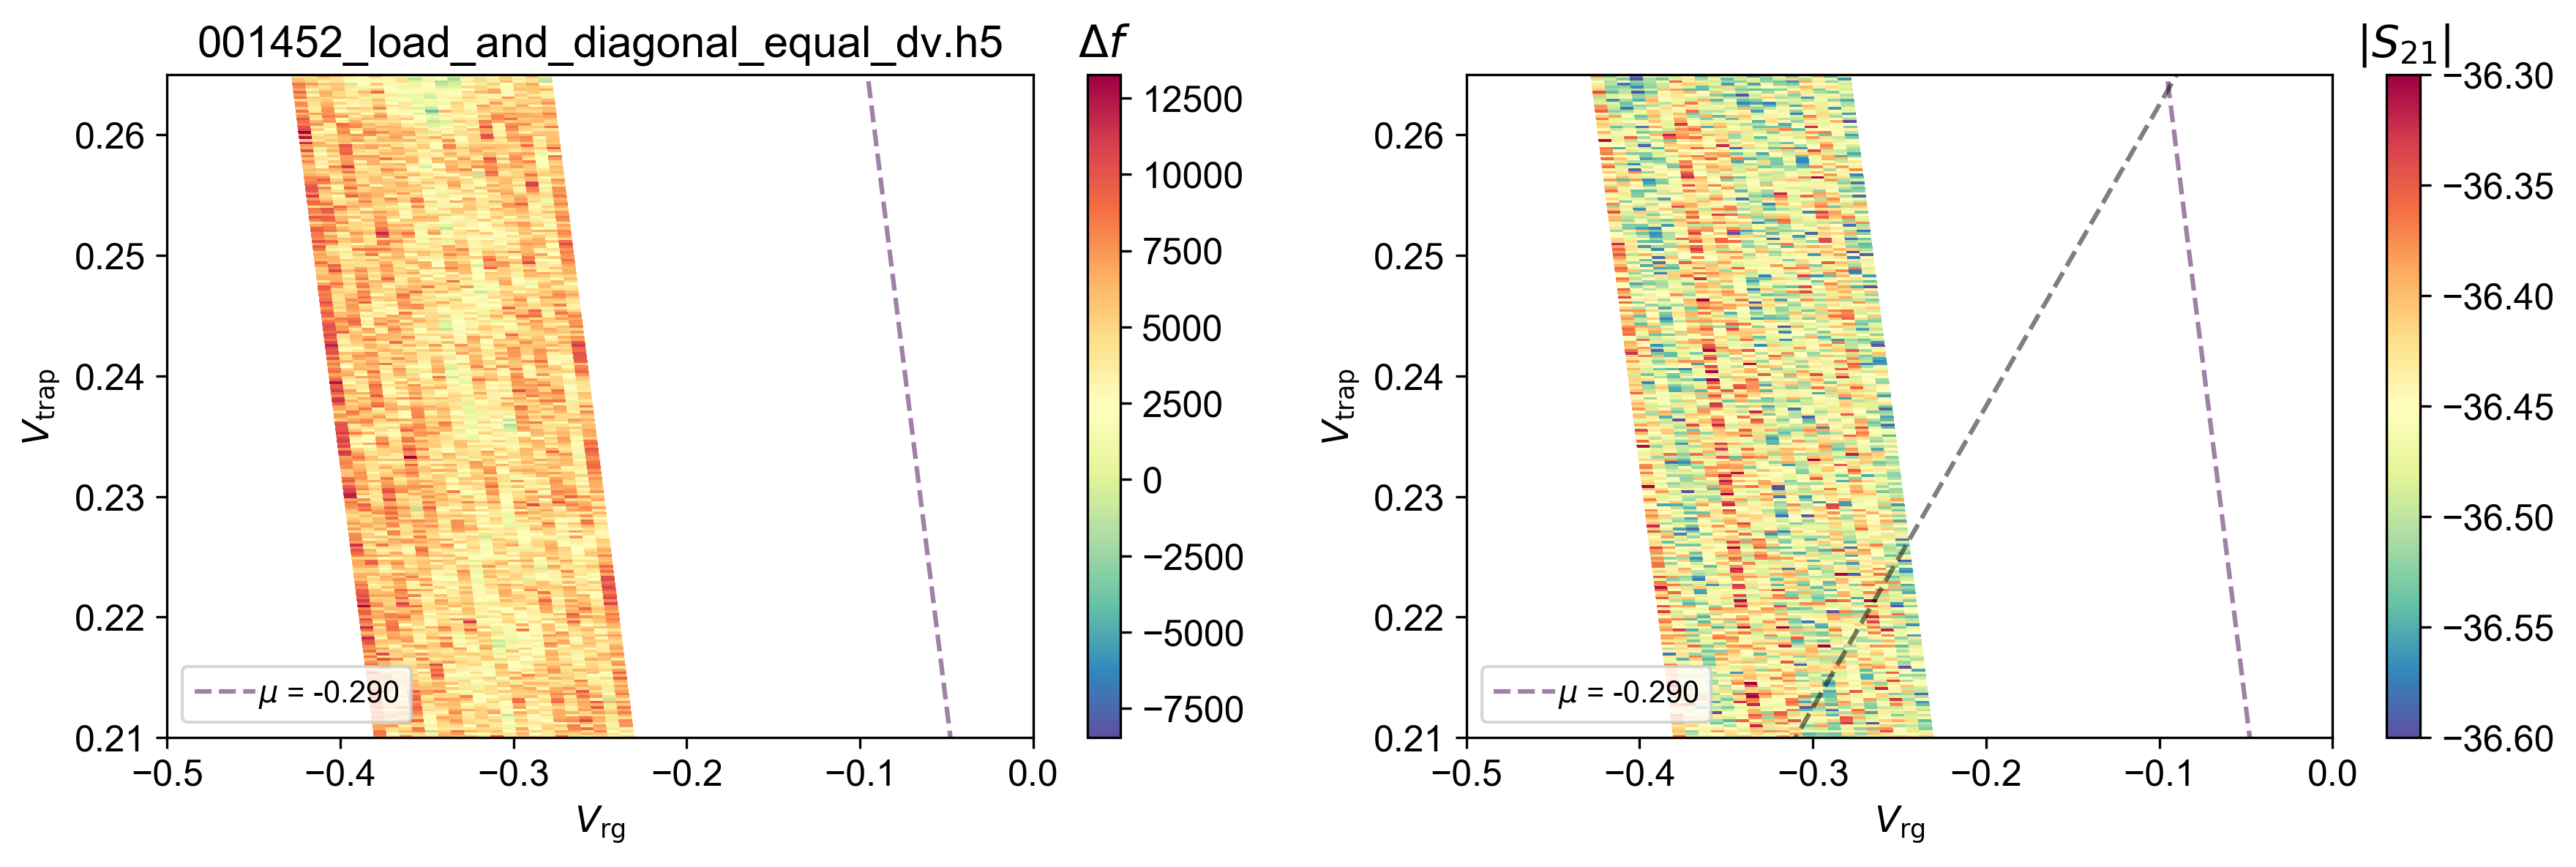 001452_load_and_diagonal_equal_dv.h5
Δf
0.26
0.25
0.24
0.23
0.22
0.21
V_trap
−0.5 −0.4 −0.3 −0.2 −0.1 0.0
V_rg
μ = -0.290
12500
10000
7500
5000
2500
0
−2500
−5000
−7500
|S_21|
0.26
0.25
0.24
0.23
0.22
0.21
V_trap
−0.5 −0.4 −0.3 −0.2 −0.1 0.0
V_rg
μ = -0.290
−36.30
−36.35
−36.40
−36.45
−36.50
−36.55
−36.60